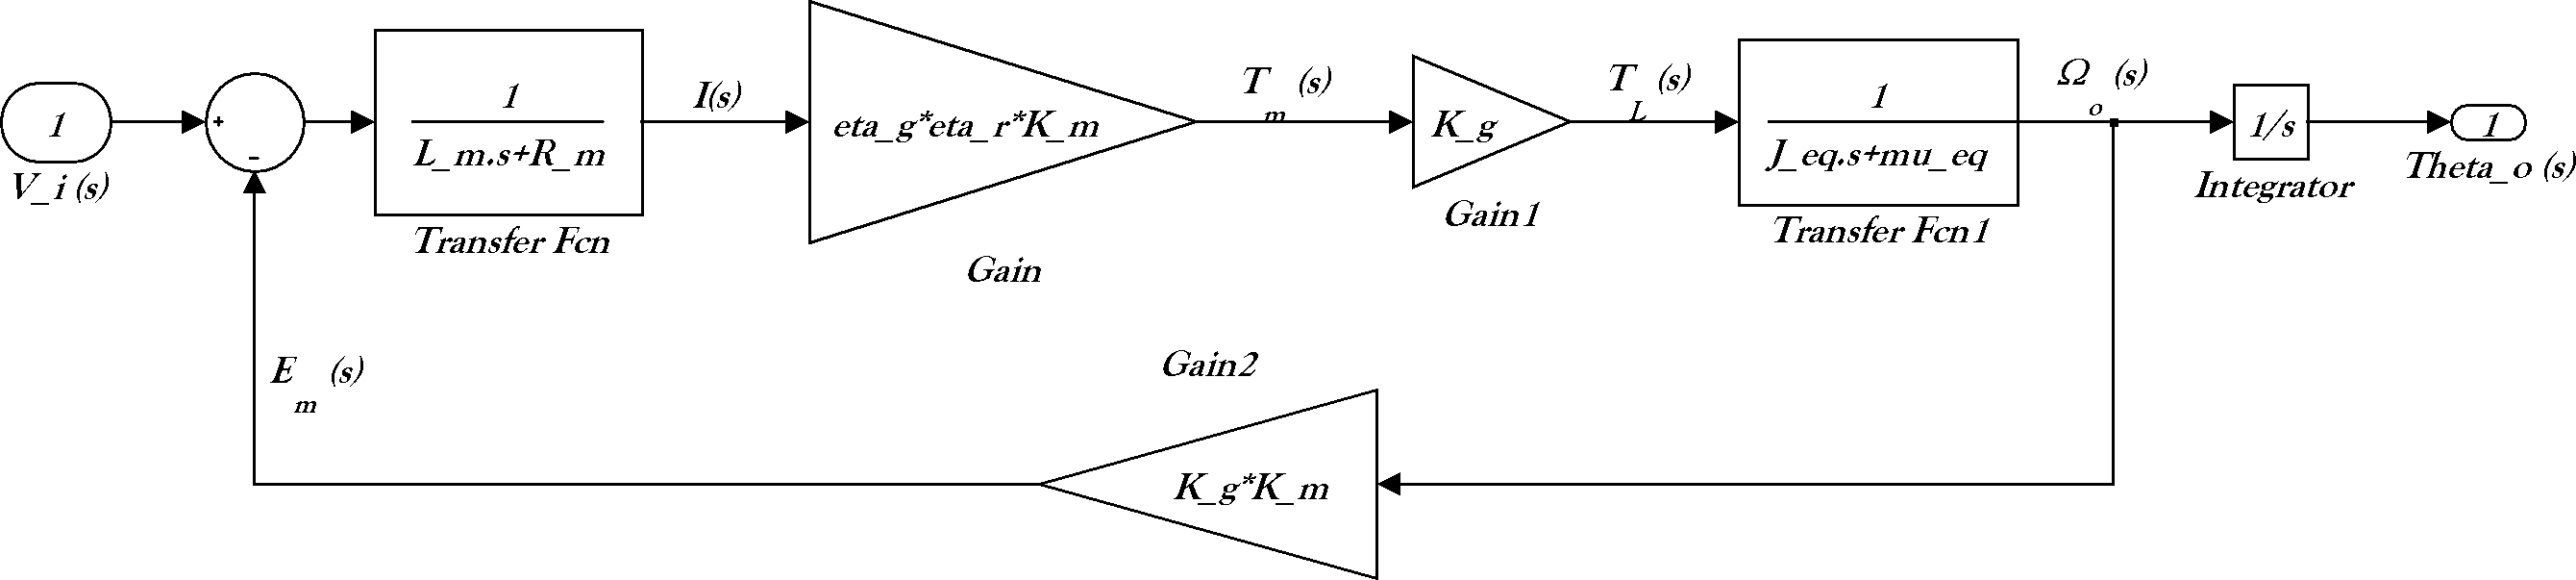 1
V_i (s)
+
-
1
L_m.s+R_m
Transfer Fcn
I(s)
eta_g*eta_r*K_m
Gain
T_m (s)
K_g
Gain1
T_L (s)
1
J_eq.s+mu_eq
Transfer Fcn1
Ω_o (s)
1/s
Integrator
1
Theta_o (s)
E_m (s)
Gain2
K_g*K_m